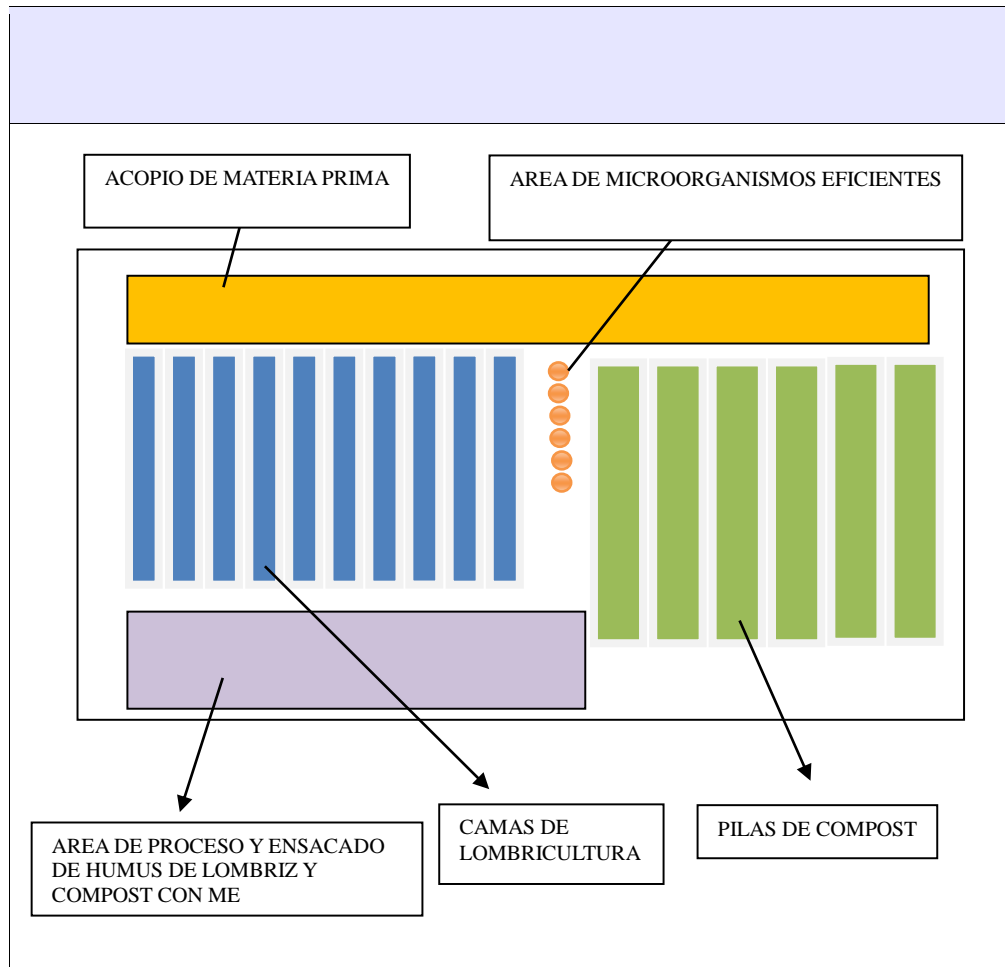 ACOPIO DE MATERIA PRIMA
AREA DE MICROORGANISMOS EFICIENTES
AREA DE PROCESO Y ENSACADO
DE HUMUS DE LOMBRIZ Y
COMPOST CON ME
CAMAS DE
LOMBRICULTURA
PILAS DE COMPOST